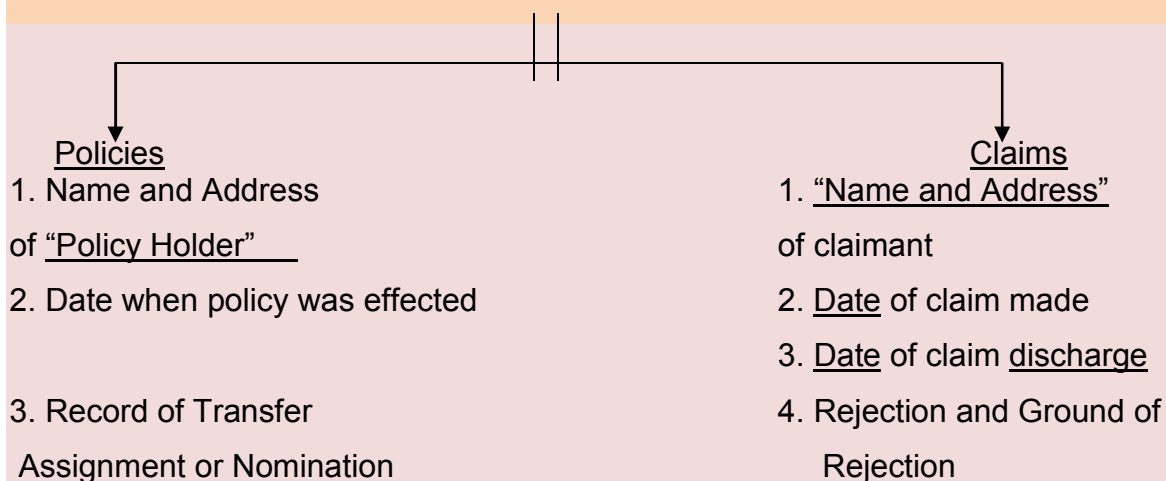 Policies
1. Name and Address
of “Policy Holder”
2. Date when policy was effected
3. Record of Transfer
Assignment or Nomination
Claims
1. “Name and Address”
of claimant
2. Date of claim made
3. Date of claim discharge
4. Rejection and Ground of
Rejection